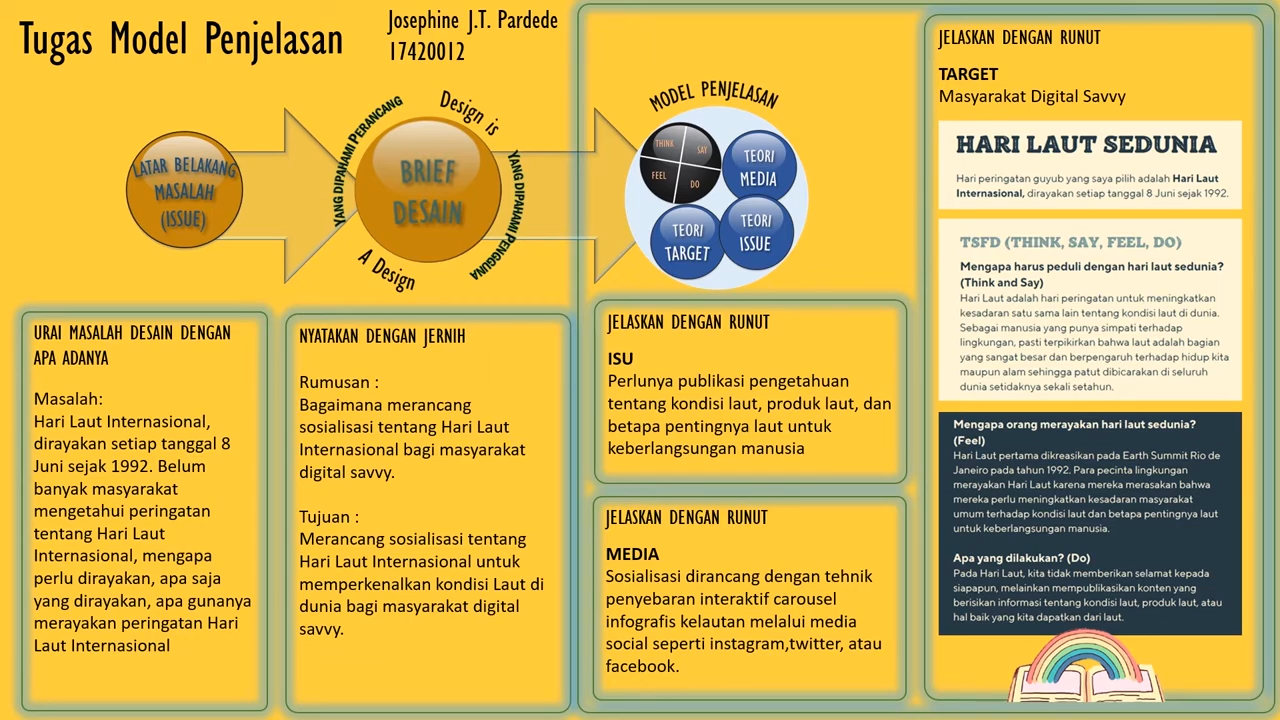 Tugas Model Penjelasan
Josephine J.T. Pardede
17420012
LATAR BELAKANG
MASALAH
(ISSUE)
YANG DIPAHAMI PERANCANG
Design is
BRIEF
DESAIN
YANG DIPAHAMI PENGGUNA
A Design
MODEL PENJELASAN
THINK
SAY
FEEL
DO
TEORI
MEDIA
TEORI
TARGET
TEORI
ISSUE
URAI MASALAH DESAIN DENGAN
APA ADANYA
Masalah:
Hari Laut Internasional,
dirayakan setiap tanggal 8
Juni sejak 1992. Belum
banyak masyarakat
mengetahui peringatan
tentang Hari Laut
Internasional, mengapa
perlu dirayakan, apa saja
yang dirayakan, apa gunanya
merayakan peringatan Hari
Laut Internasional
NYATAKAN DENGAN JERNIH
Rumusan :
Bagaimana merancang
sosialisasi tentang Hari Laut
Internasional bagi masyarakat
digital savvy.
Tujuan :
Merancang sosialisasi tentang
Hari Laut Internasional untuk
memperkenalkan kondisi Laut di
dunia bagi masyarakat digital
savvy.
JELASKAN DENGAN RUNUT
ISU
Perlunya publikasi pengetahuan
tentang kondisi laut, produk laut, dan
betapa pentingnya laut untuk
keberlangsungan manusia
JELASKAN DENGAN RUNUT
MEDIA
Sosialisasi dirancang dengan tehnik
penyebaran interaktif carousel
infografis kelautan melalui media
social seperti instagram,twitter, atau
facebook.
JELASKAN DENGAN RUNUT
TARGET
Masyarakat Digital Savvy
HARI LAUT SEDUNIA
Hari peringatan guyub yang saya pilih adalah Hari Laut
Internasional, dirayakan setiap tanggal 8 Juni sejak 1992.
TSFD (THINK, SAY, FEEL, DO)
Mengapa harus peduli dengan hari laut sedunia?
(Think and Say)
Hari Laut adalah hari peringatan untuk meningkatkan
kesadaran satu sama lain tentang kondisi laut di dunia.
Sebagai manusia yang punya simpati terhadap
lingkungan, pasti terpikirkan bahwa laut adalah bagian
yang sangat besar dan berpengaruh terhadap hidup kita
maupun alam sehingga patut dibicarakan di seluruh
dunia setidaknya sekali setahun.
Mengapa orang merayakan hari laut sedunia?
(Feel)
Hari Laut pertama dikreasikan pada Earth Summit Rio de
Janeiro pada tahun 1992. Para pecinta lingkungan
merayakan Hari Laut karena mereka merasakan bahwa
mereka perlu meningkatkan kesadaran masyarakat
umum terhadap kondisi laut dan betapa pentingnya laut
untuk keberlangsungan manusia.
Apa yang dilakukan? (Do)
Pada Hari Laut, kita tidak memberikan selamat kepada
siapapun, melainkan mempublikasikan konten yang
berisikan informasi tentang kondisi laut, produk laut, atau
hal baik yang kita dapatkan dari laut.